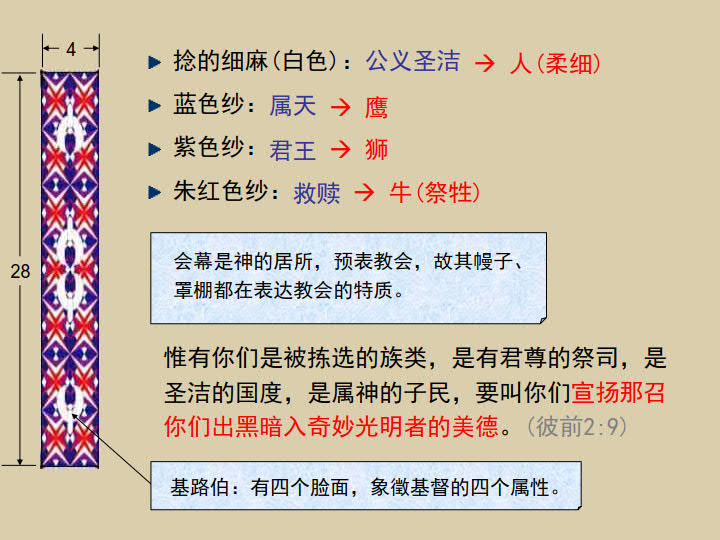 4
捻的细麻(白色)：公义圣洁 → 人(柔细)
蓝色纱：属天 → 鹰
紫色纱：君王 → 狮
朱红色纱：救赎 → 牛(祭牲)
28
会幕是神的居所，预表教会，故其幔子、
罩棚都在表达教会的特质。
惟有你们是被拣选的族类，是有君尊的祭司，是
圣洁的国度，是属神的子民，要叫你们宣扬那召
你们出黑暗入奇妙光明者的美德。(彼前2:9)
基路伯：有四个脸面，象徵基督的四个属性。